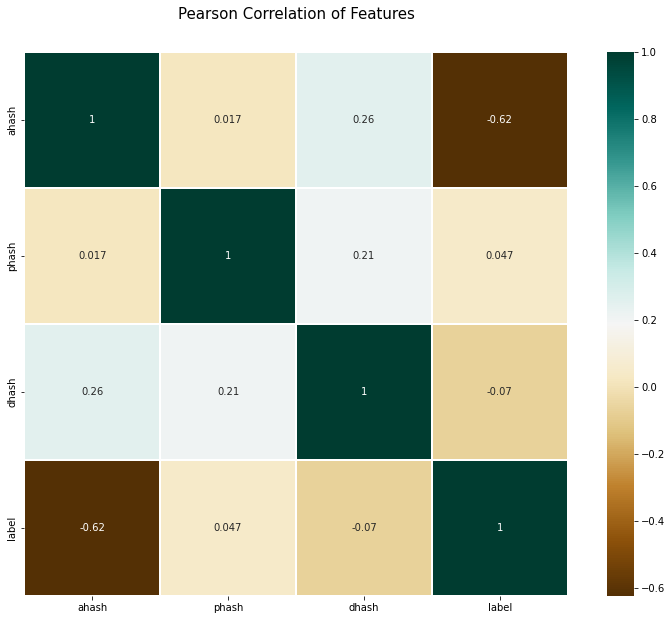 Pearson Correlation of Features
ahash 1 0.017 0.26 -0.62
phash 0.017 1 0.21 0.047
dhash 0.26 0.21 1 -0.07
label -0.62 0.047 -0.07 1
ahash phash dhash label
1.0
0.8
0.6
0.4
0.2
0.0
−0.2
−0.4
−0.6